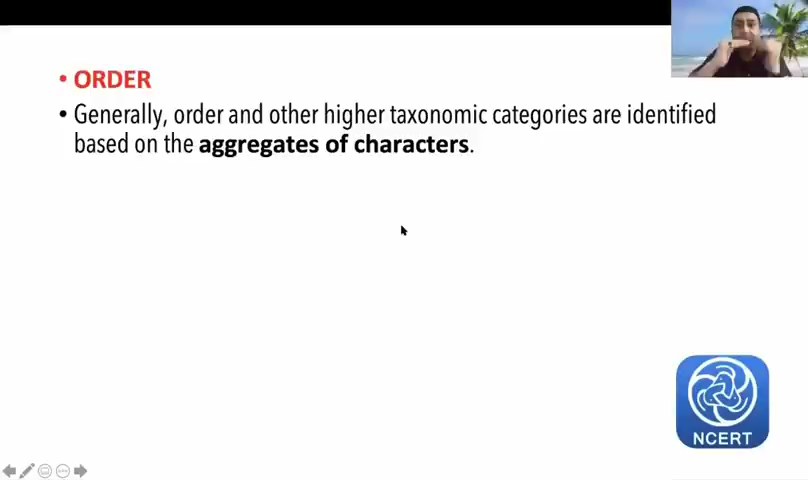 • ORDER
• Generally, order and other higher taxonomic categories are identified
based on the aggregates of characters.
NCERT